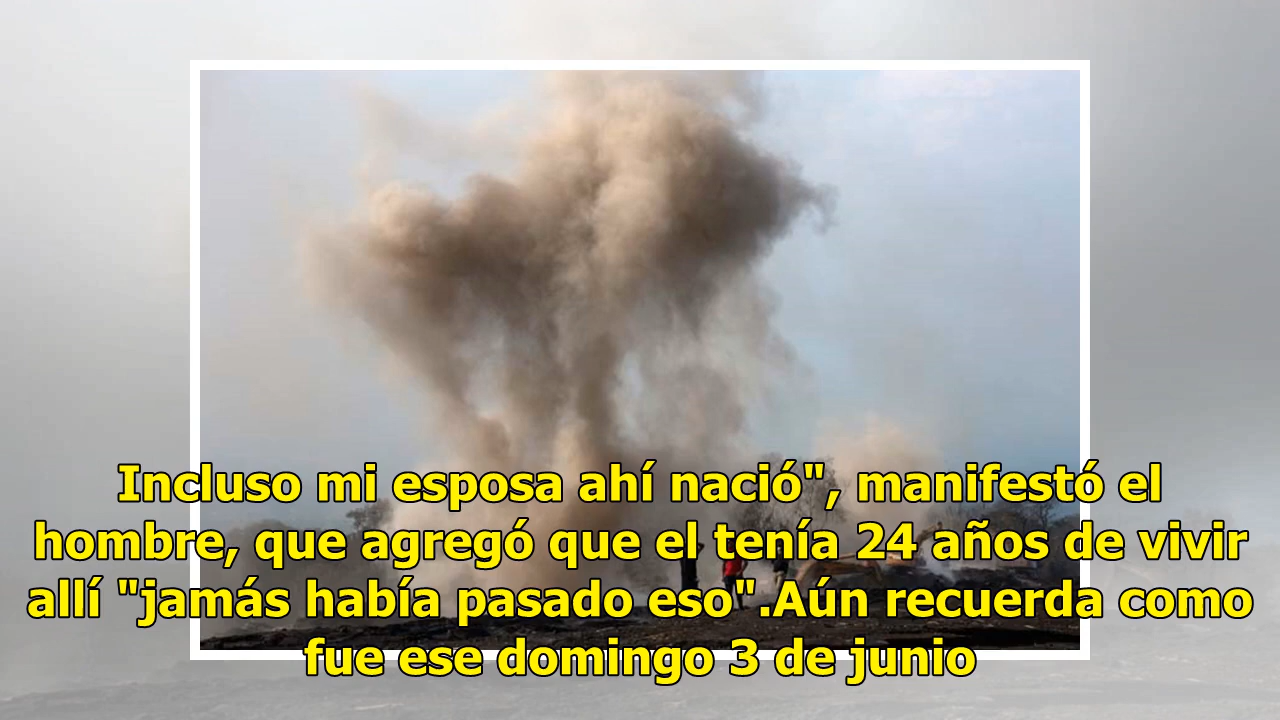 Incluso mi esposa ahí nació", manifestó el
hombre, que agregó que el tenía 24 años de vivir
allí "jamás había pasado eso".Aún recuerda como
fue ese domingo 3 de junio